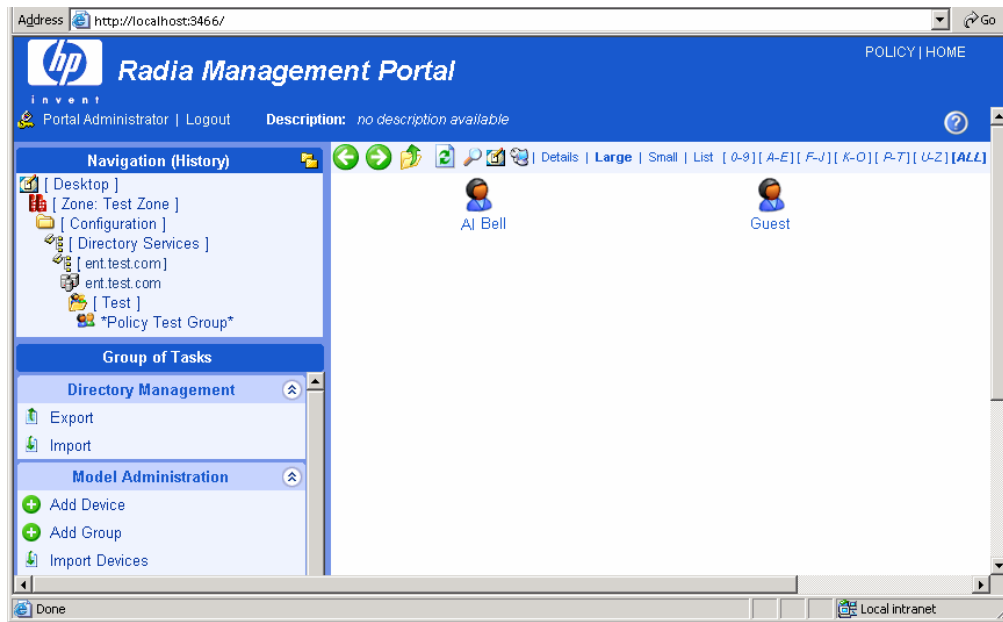 Address http://localhost:3466/ Go
hp
invent
Radia Management Portal
POLICY | HOME
Portal Administrator | Logout Description: no description available ?
Navigation (History)
[ Desktop ]
[ Zone: Test Zone ]
[ Configuration ]
[ Directory Services ]
[ ent.test.com]
ent.test.com
[ Test ]
*Policy Test Group*
Details | Large | Small | List [ 0-9] [ A-E] [ F-J] [ K-O] [ P-T] [ U-Z] [ALL]
Al Bell Guest
Group of Tasks
Directory Management
Export
Import
Model Administration
Add Device
Add Group
Import Devices
Done Local intranet